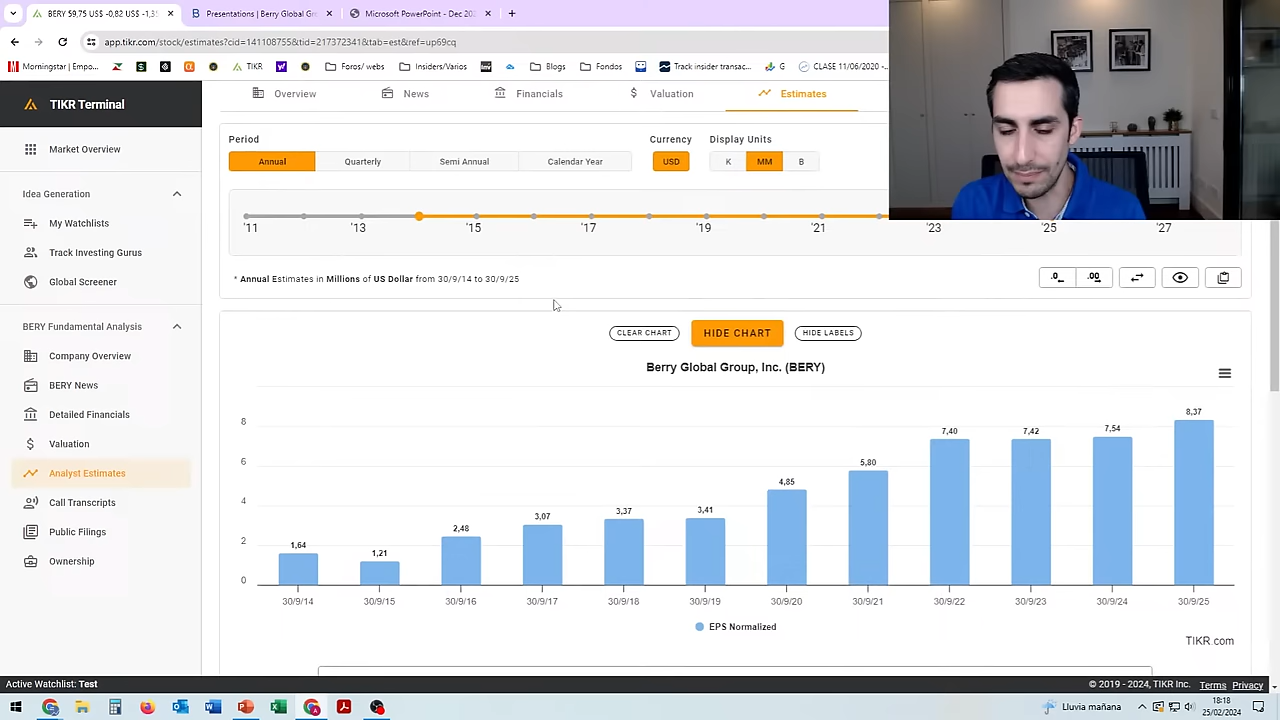 BERY 59,75 US$ -0,82 US$ -1,35
Presentations | Berry Global Gr
Microsoft PowerPoint - Dec 202
app.tikr.com/stock/estimates?cid=141108755&tid=217372341&tab=est&ref=up69cq
Morningstar | Empo... TIKR Foros/ web Insiders/Varios Blogs Fondos Track insider transac... G CLASE 11/06/2020 -...
TIKR Terminal
Overview News Financials Valuation Estimates
Period Currency Display Units
Annual Quarterly Semi Annual Calendar Year USD K MM B
Market Overview
Idea Generation
My Watchlists
Track Investing Gurus
Global Screener
BERY Fundamental Analysis
Company Overview
BERY News
Detailed Financials
Valuation
Analyst Estimates
Call Transcripts
Public Filings
Ownership
'11 '13 '15 '17 '19 '21 '23 '25 '27
* Annual Estimates in Millions of US Dollar from 30/9/14 to 30/9/25
.0 .00
CLEAR CHART HIDE CHART HIDE LABELS
Berry Global Group, Inc. (BERY)
8
6
4
2
0
1,64 1,21 2,48 3,07 3,37 3,41 4,85 5,80 7,40 7,42 7,54 8,37
30/9/14 30/9/15 30/9/16 30/9/17 30/9/18 30/9/19 30/9/20 30/9/21 30/9/22 30/9/23 30/9/24 30/9/25
EPS Normalized
TIKR.com
Active Watchlist: Test
© 2019 - 2024, TIKR Inc. Terms Privacy
Lluvia mañana
18:18
25/02/2024